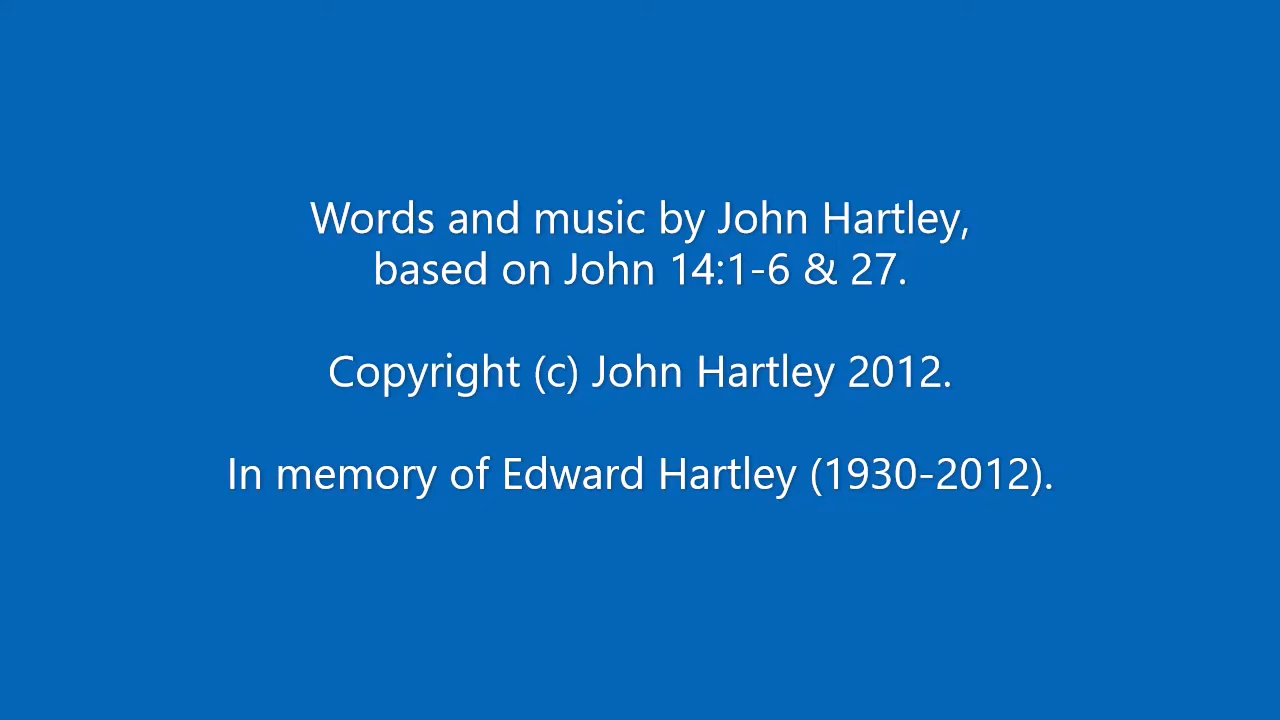 Words and music by John Hartley,
based on John 14:1-6 & 27.
Copyright (c) John Hartley 2012.
In memory of Edward Hartley (1930-2012).